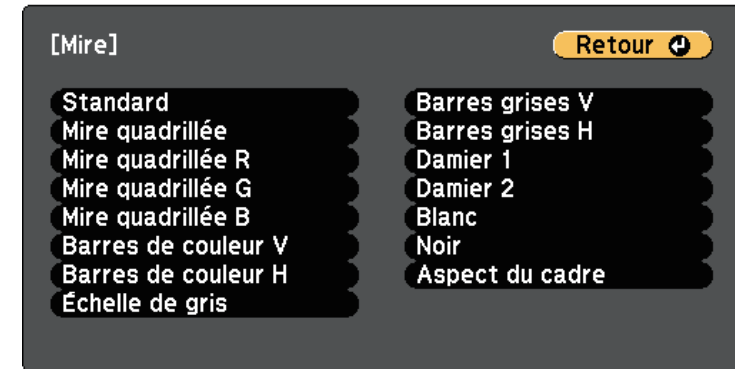 [Mire]
Retour
Standard
Mire quadrillée
Mire quadrillée R
Mire quadrillée G
Mire quadrillée B
Barres de couleur V
Barres de couleur H
Échelle de gris
Barres grises V
Barres grises H
Damier 1
Damier 2
Blanc
Noir
Aspect du cadre